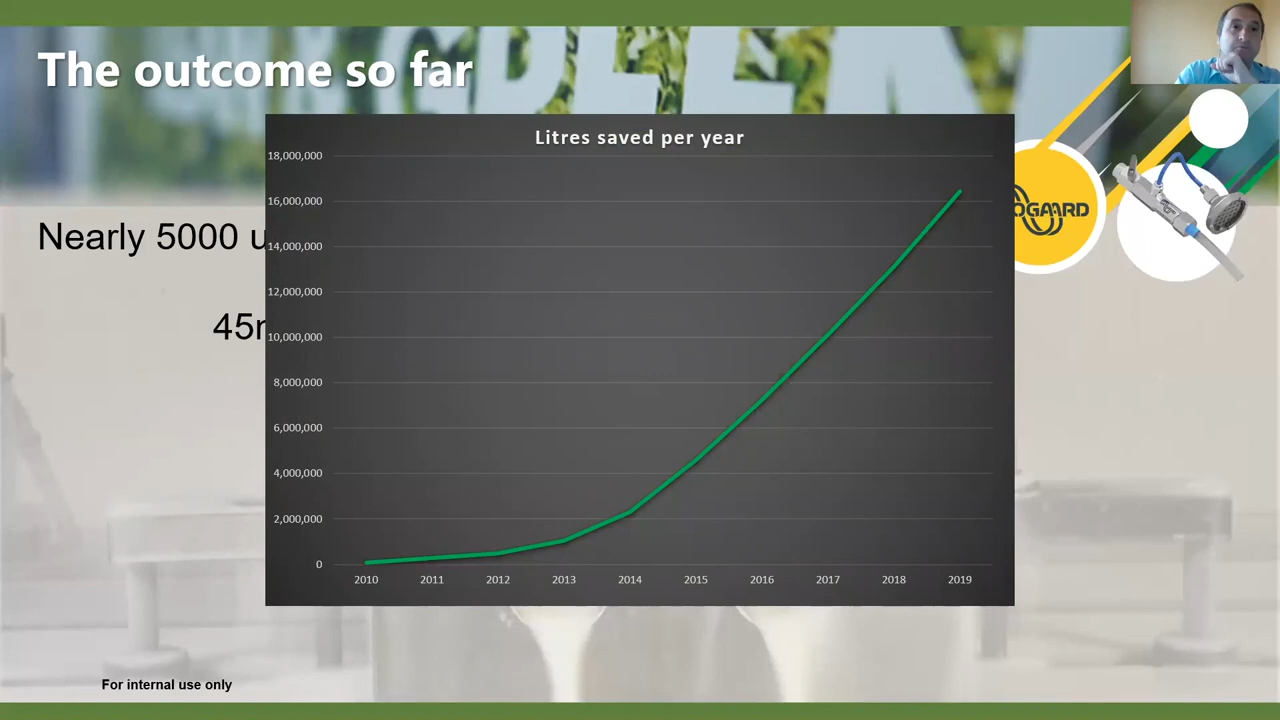 The outcome so far
Litres saved per year
18,000,000
16,000,000
14,000,000
12,000,000
10,000,000
8,000,000
6,000,000
4,000,000
2,000,000
0
2010 2011 2012 2013 2014 2015 2016 2017 2018 2019
Nearly 5000 u
45
OGAARD
For internal use only